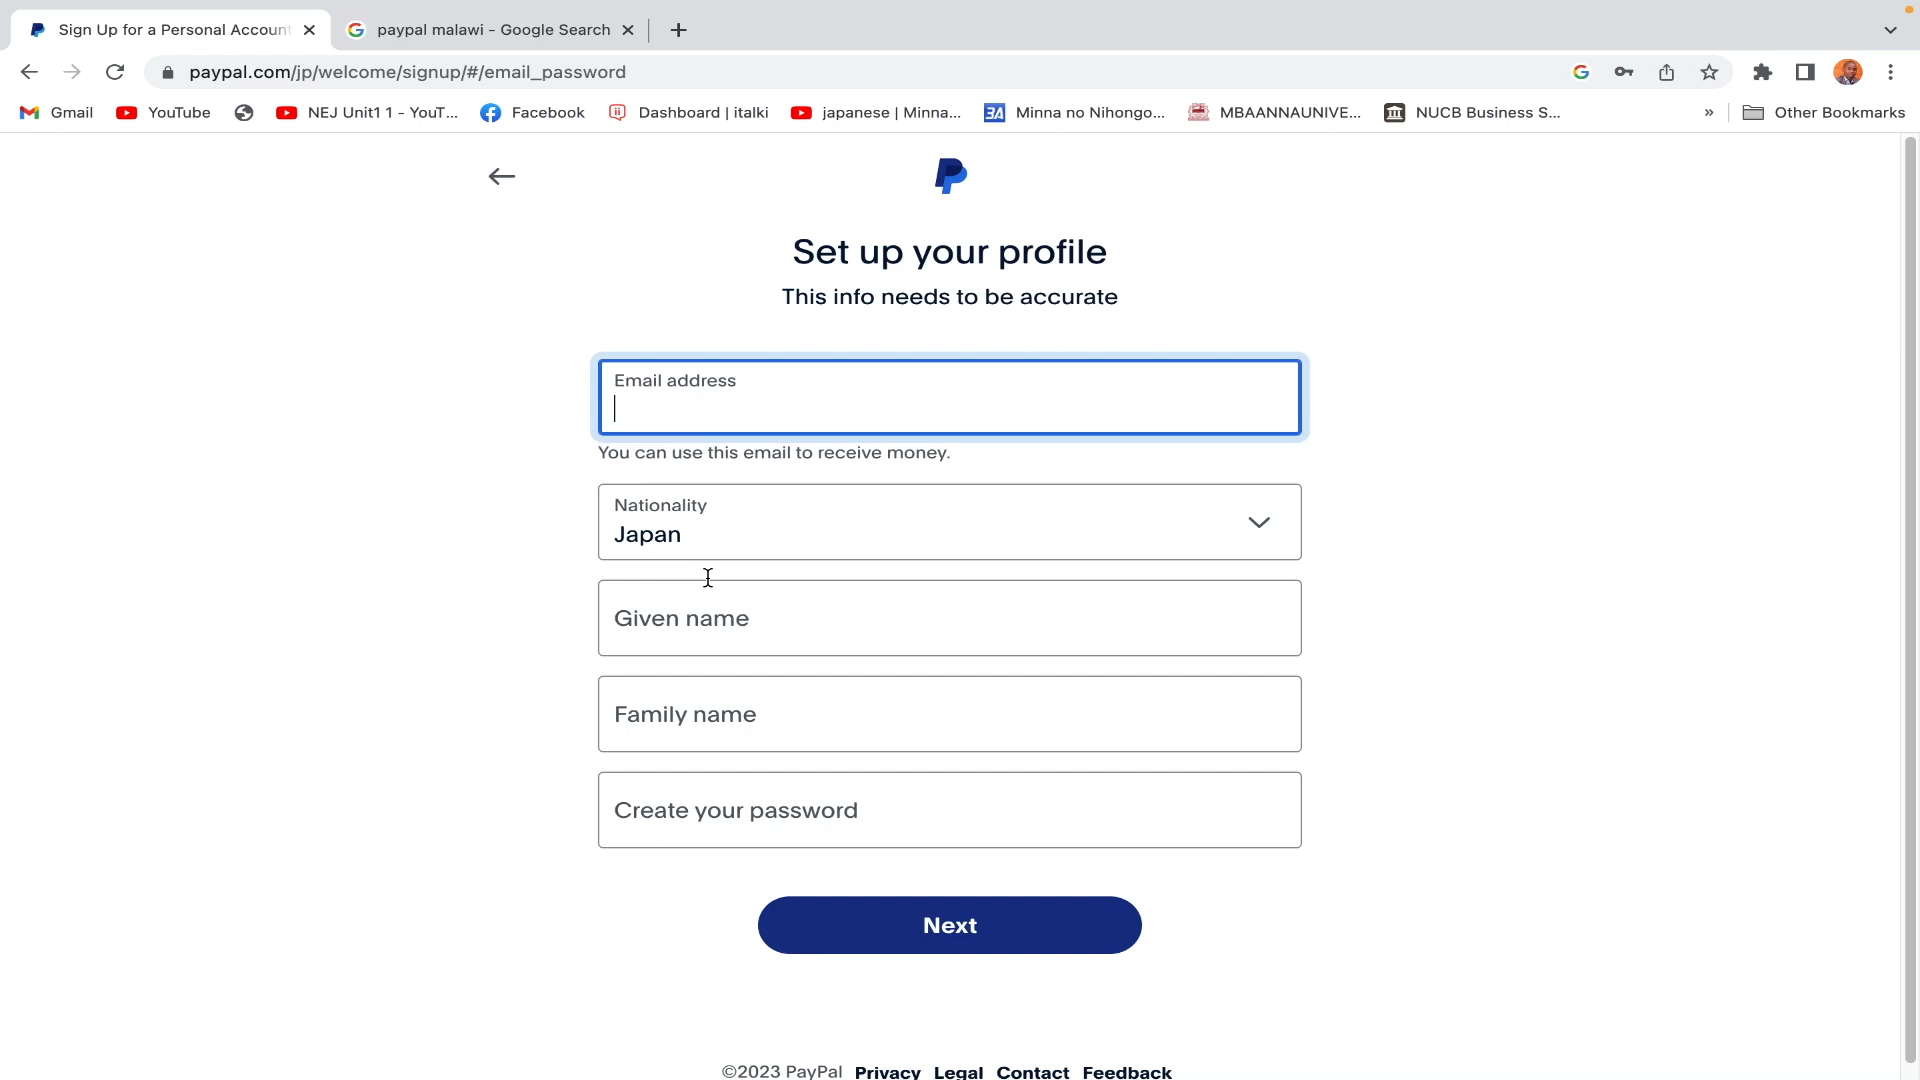 Sign Up for a Personal Account
paypal malawi - Google Search
paypal.com/jp/welcome/signup/#/email_password
Gmail
YouTube
NEJ Unit1 1 - YouT...
Facebook
Dashboard | italki
japanese | Minna...
Minna no Nihongo...
MBAANNAUNIVE...
NUCB Business S...
»
Other Bookmarks
Set up your profile
This info needs to be accurate
Email address
You can use this email to receive money.
Nationality
Japan
Given name
Family name
Create your password
Next
©2023 PayPal Privacy Legal Contact Feedback